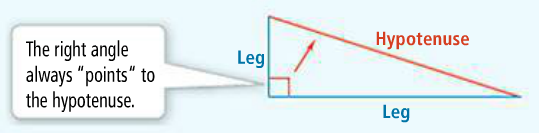 The right angle
always “points“ to
the hypotenuse.
Leg
Hypotenuse
Leg